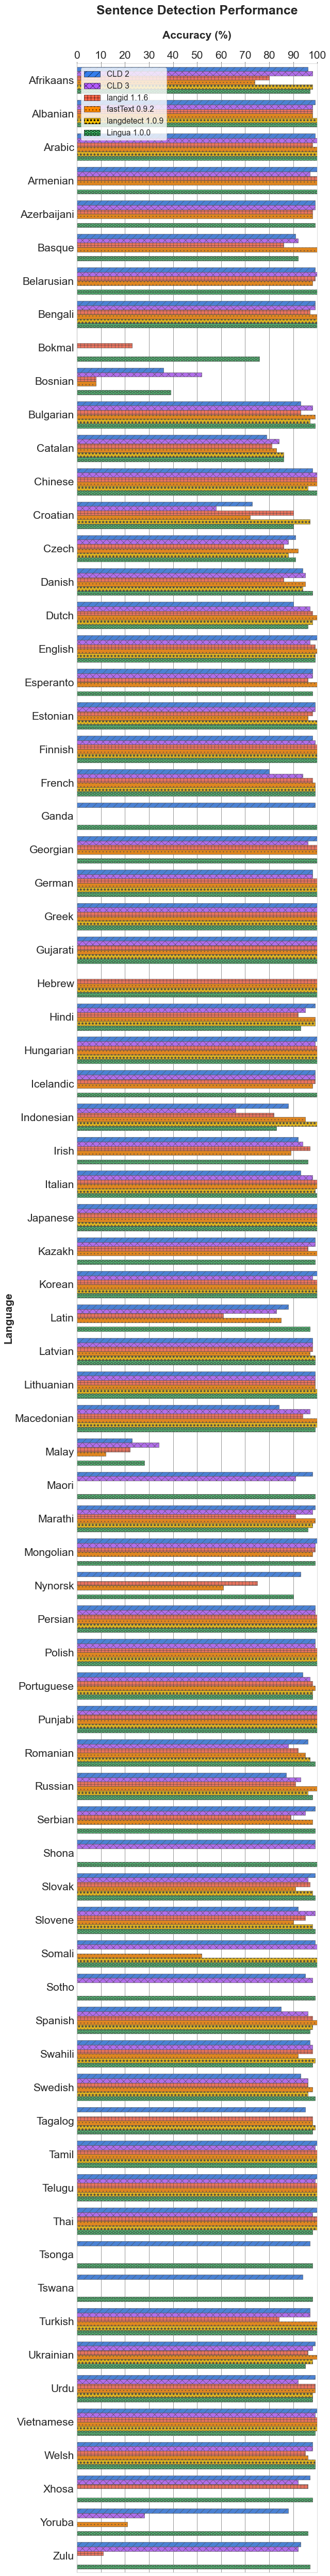 Sentence Detection Performance
Accuracy (%)
0 10 20 30 40 50 60 70 80 90 100
CLD 2
CLD 3
langid 1.1.6
fastText 0.9.2
langdetect 1.0.9
Lingua 1.0.0
Language
Afrikaans
Albanian
Arabic
Armenian
Azerbaijani
Basque
Belarusian
Bengali
Bokmal
Bosnian
Bulgarian
Catalan
Chinese
Croatian
Czech
Danish
Dutch
English
Esperanto
Estonian
Finnish
French
Ganda
Georgian
German
Greek
Gujarati
Hebrew
Hindi
Hungarian
Icelandic
Indonesian
Irish
Italian
Japanese
Kazakh
Korean
Latin
Latvian
Lithuanian
Macedonian
Malay
Maori
Marathi
Mongolian
Nynorsk
Persian
Polish
Portuguese
Punjabi
Romanian
Russian
Serbian
Shona
Slovak
Slovene
Somali
Sotho
Spanish
Swahili
Swedish
Tagalog
Tamil
Telugu
Thai
Tsonga
Tswana
Turkish
Ukrainian
Urdu
Vietnamese
Welsh
Xhosa
Yoruba
Zulu